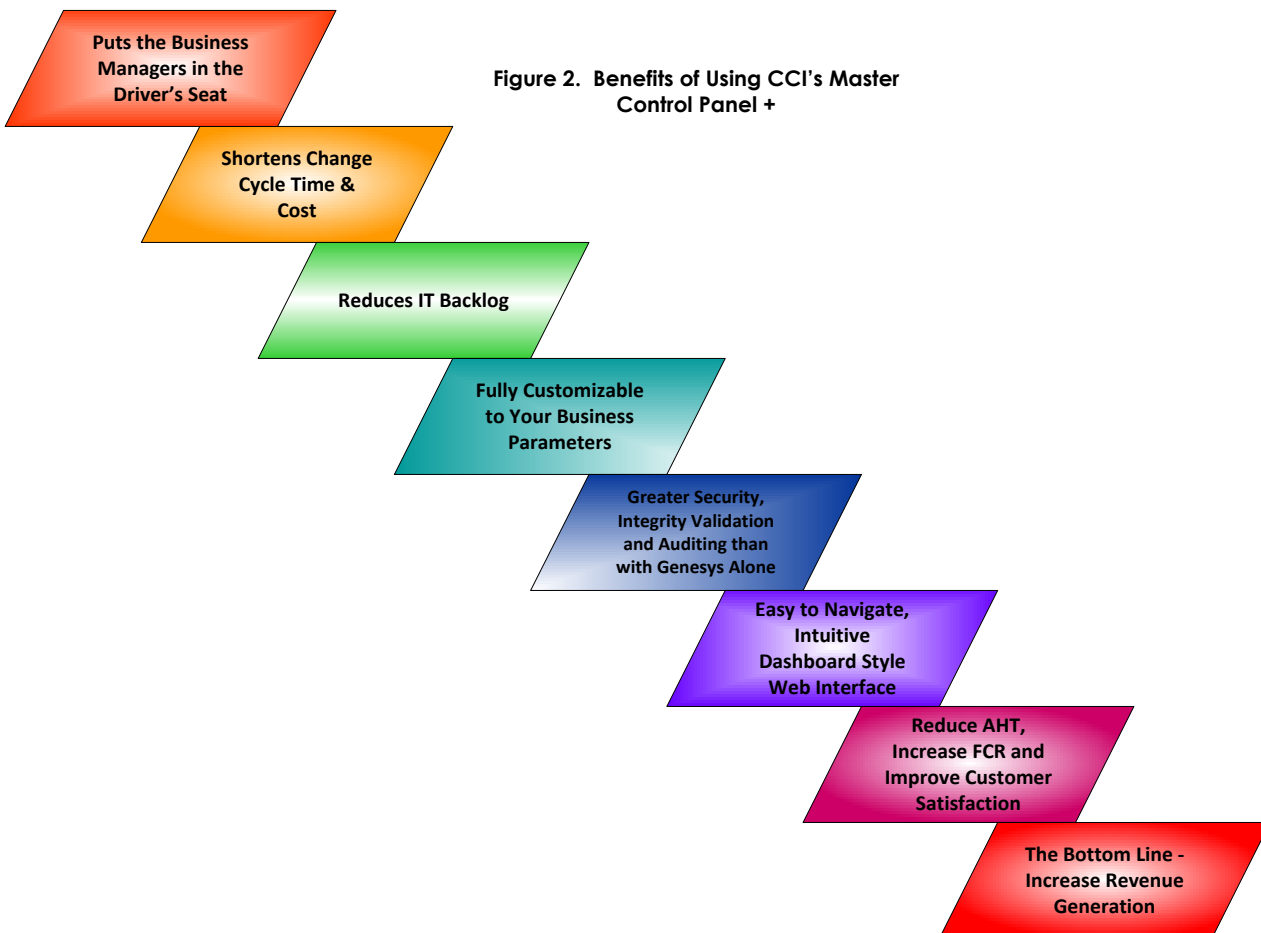 Puts the Business
Managers in the
Driver's Seat
Figure 2. Benefits of Using CCI's Master
Control Panel +
Shortens Change
Cycle Time &
Cost
Reduces IT Backlog
Fully Customizable
to Your Business
Parameters
Greater Security,
Integrity Validation
and Auditing than
with Genesys Alone
Easy to Navigate,
Intuitive
Dashboard Style
Web Interface
Reduce AHT,
Increase FCR and
Improve Customer
Satisfaction
The Bottom Line -
Increase Revenue
Generation